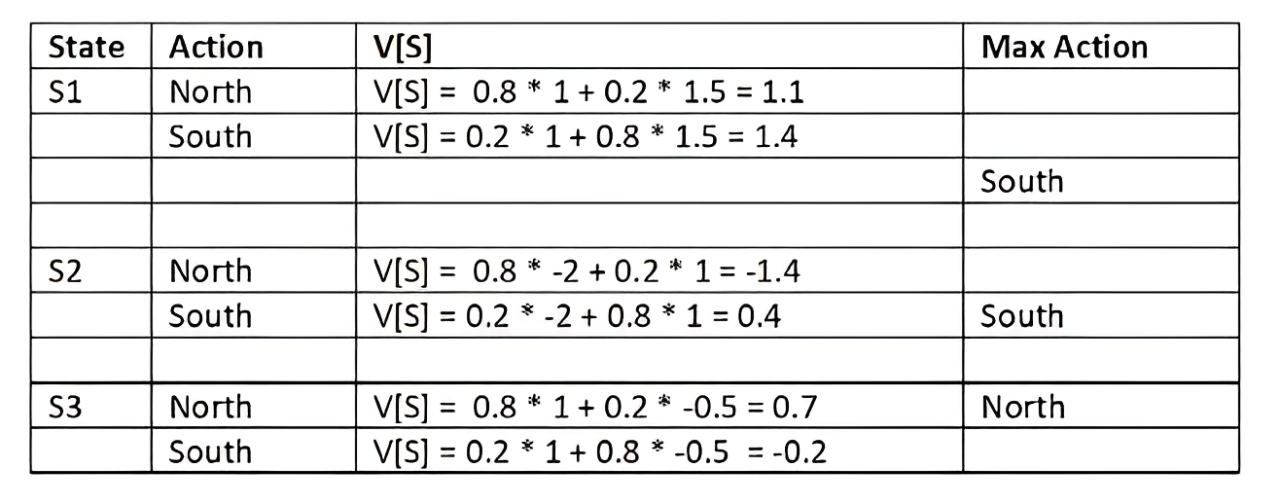 State Action V[S] Max Action
S1 North V[S] = 0.8 * 1 + 0.2 * 1.5 = 1.1
South V[S] = 0.2 * 1 + 0.8 * 1.5 = 1.4
South
S2 North V[S] = 0.8 * -2 + 0.2 * 1 = -1.4
South V[S] = 0.2 * -2 + 0.8 * 1 = 0.4 South
S3 North V[S] = 0.8 * 1 + 0.2 * -0.5 = 0.7 North
South V[S] = 0.2 * 1 + 0.8 * -0.5 = -0.2